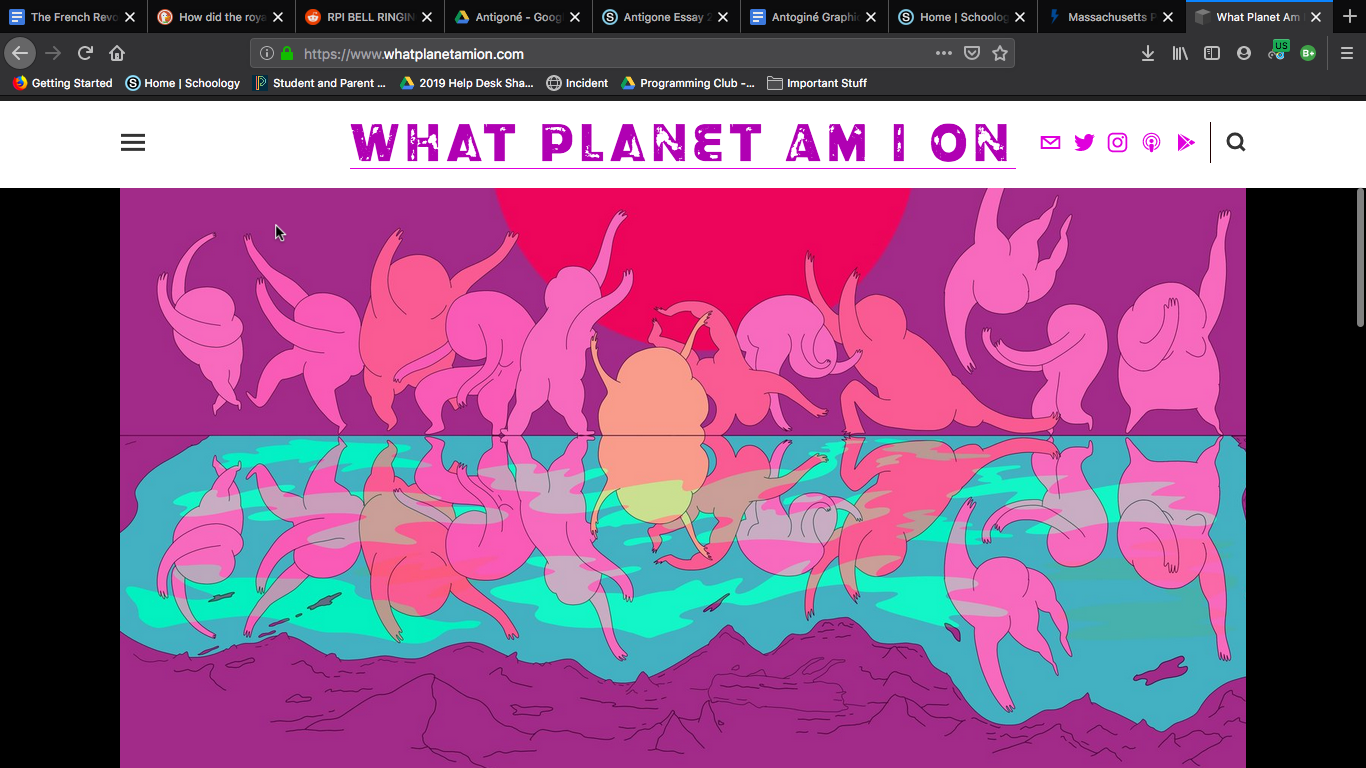 The French Revo
How did the roya
RPI BELL RINGIN
Antigoné - Goog
Antigone Essay 2
Antoginé Graphic
Home | Schoolog
Massachusetts P
What Planet Am I
https://www.whatplanetamion.com
US
B+
Getting Started
Home | Schoology
Student and Parent ...
2019 Help Desk Sha...
Incident
Programming Club -...
Important Stuff
WHAT PLANET AM I ON